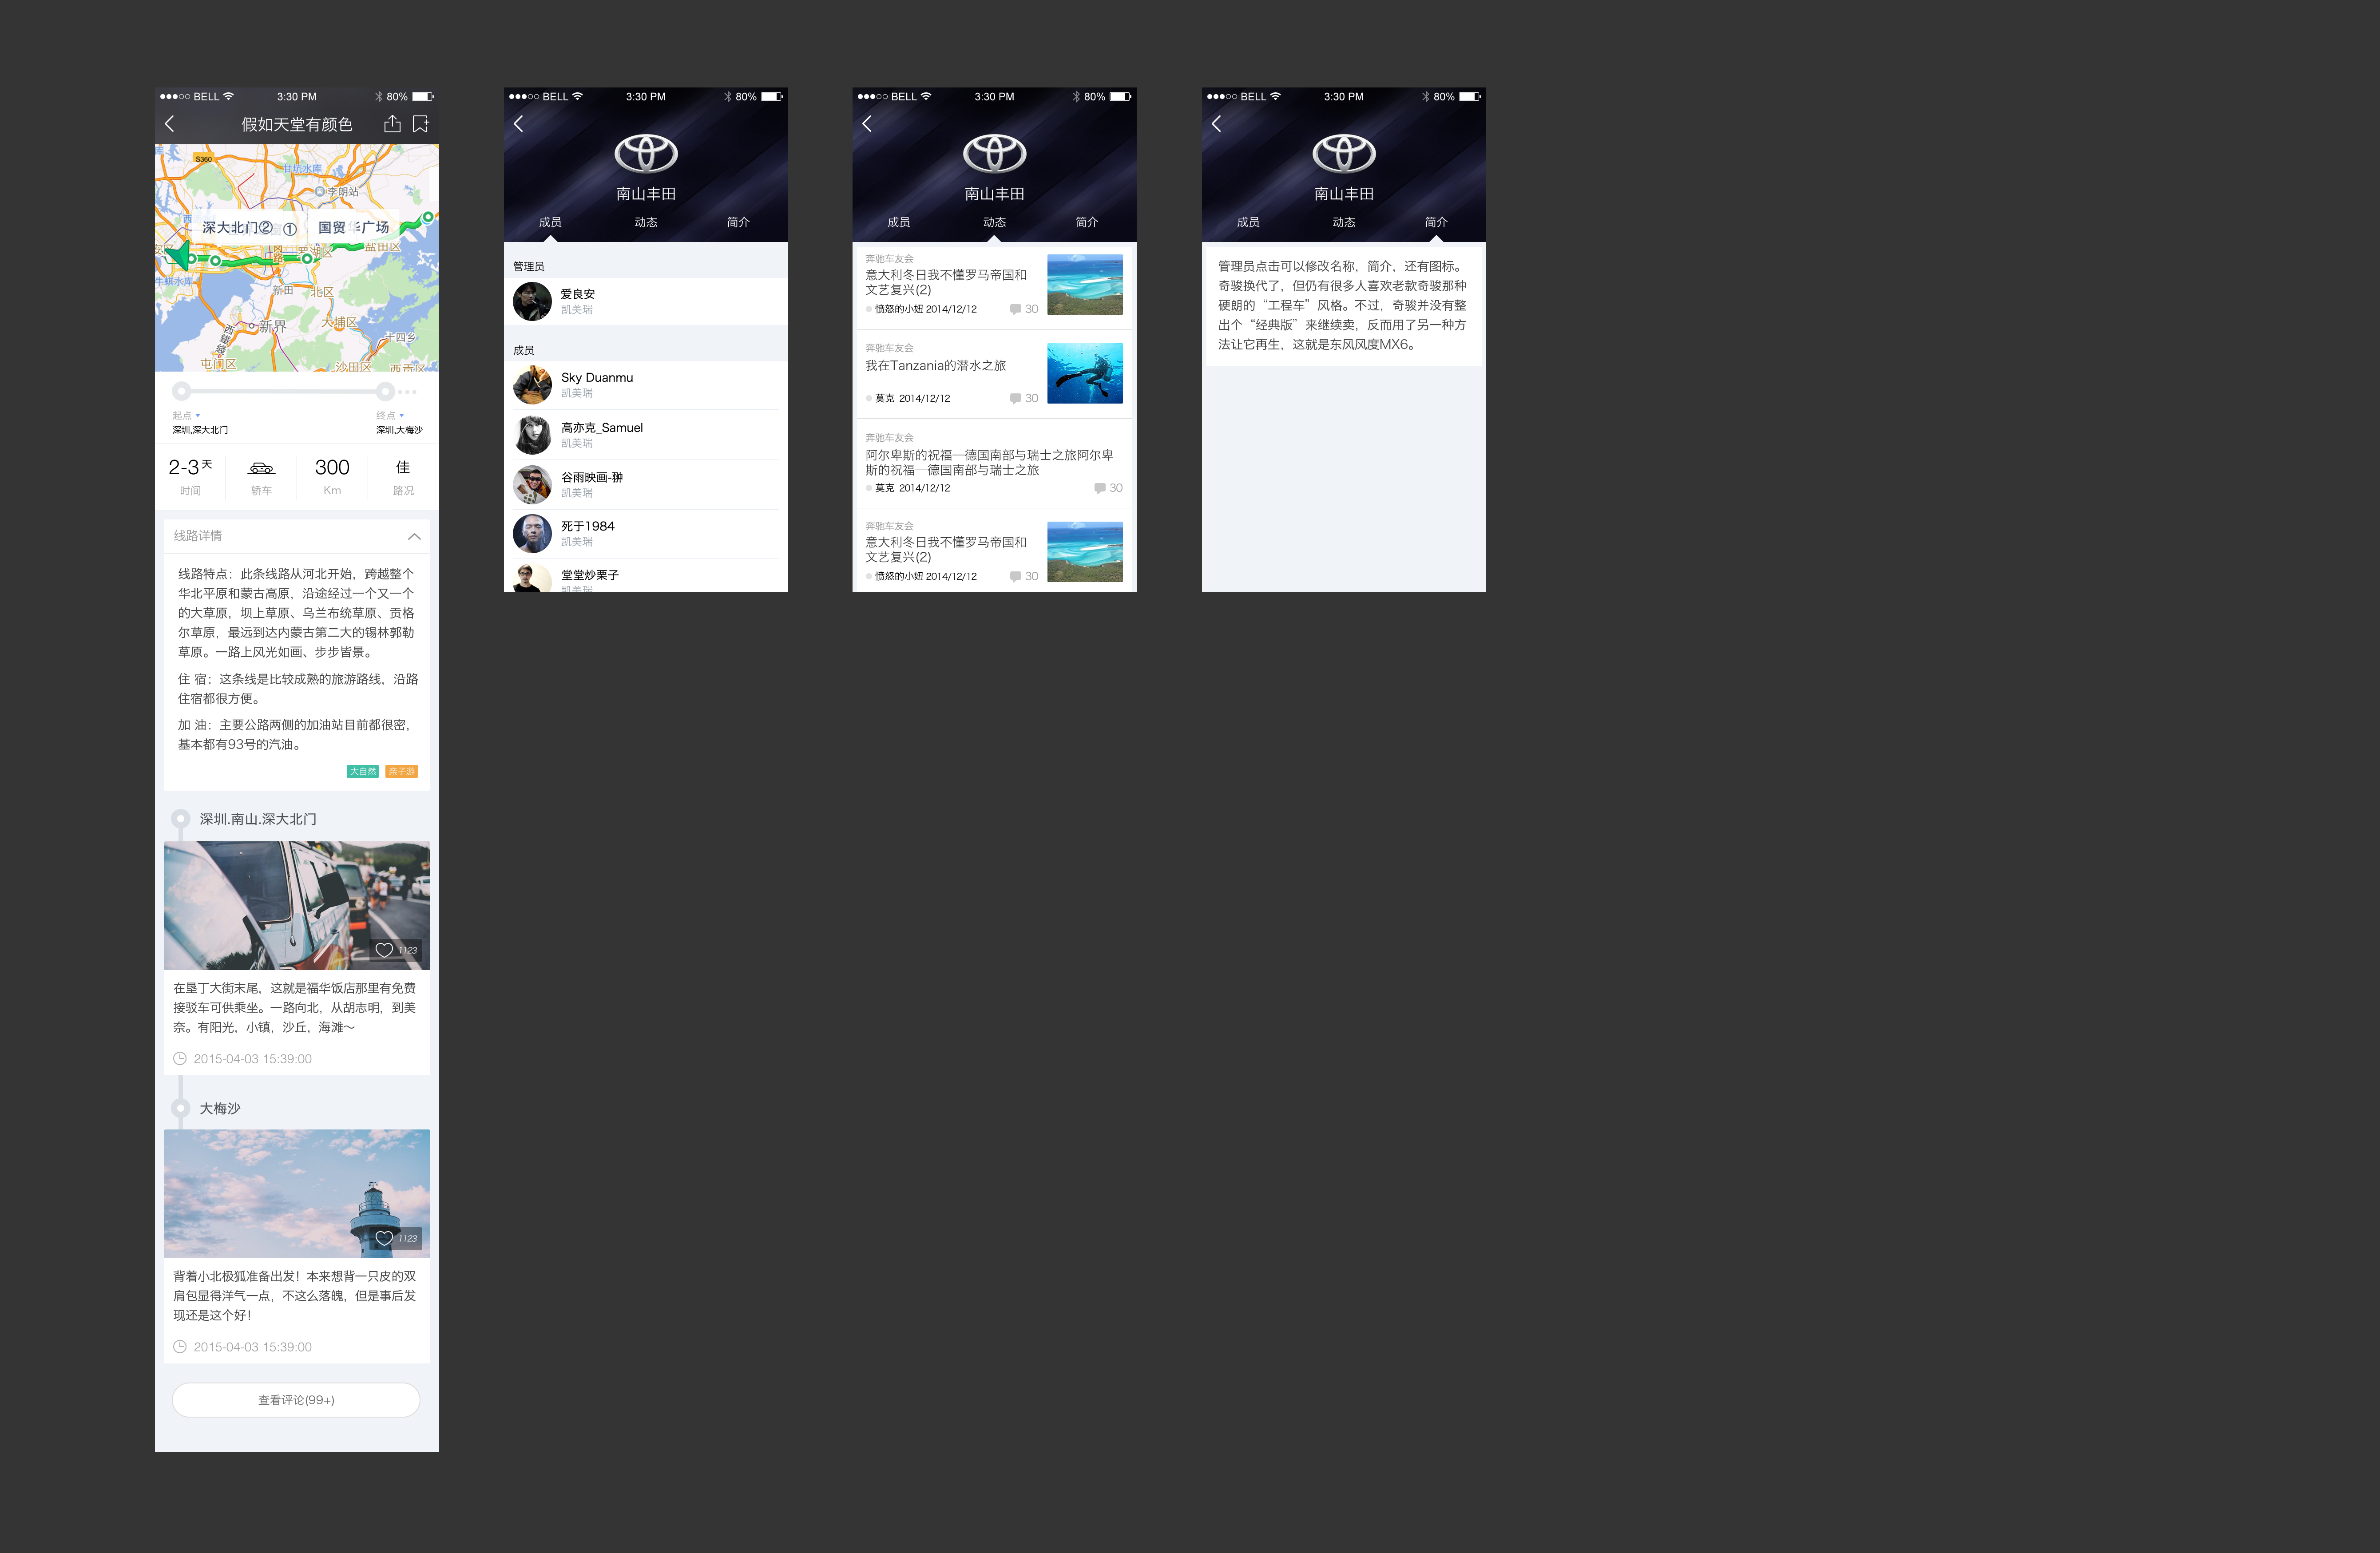 BELL 3:30 PM 80%
假如天堂有颜色
S360
甘坑水库
李朗站
深大北门② ① 国贸 华广场
罗湖区
盐田区
新田
北区
新界
大埔区
十四乡
屯门区
沙田区
西贡区
起点 终点
深圳,深大北门 深圳,大梅沙
2-3天 300 佳
时间 轿车 Km 路况
线路详情
线路特点：此条线路从河北开始，跨越整个
华北平原和蒙古高原，沿途经过一个又一个
的大草原，坝上草原、乌兰布统草原、贡格
尔草原，最远到达内蒙古第二大的锡林郭勒
草原。一路上风光如画、步步皆景。
住 宿：这条线是比较成熟的旅游路线，沿路
住宿都很方便。
加 油：主要公路两侧的加油站目前都很密，
基本都有93号的汽油。
大自然 亲子游
深圳.南山.深大北门
1123
在垦丁大街末尾，这就是福华饭店那里有免费
接驳车可供乘坐。一路向北，从胡志明，到美
奈。有阳光，小镇，沙丘，海滩～
2015-04-03 15:39:00
大梅沙
1123
背着小北极狐准备出发！本来想背一只皮的双
肩包显得洋气一点，不这么落魄，但是事后发
现还是这个好！
2015-04-03 15:39:00
查看评论(99+)
BELL 3:30 PM 80%
南山丰田
成员 动态 简介
管理员
爱良安
凯美瑞
成员
Sky Duanmu
凯美瑞
高亦克_Samuel
凯美瑞
谷雨映画-翀
凯美瑞
死于1984
凯美瑞
堂堂炒栗子
凯美瑞
BELL 3:30 PM 80%
南山丰田
成员 动态 简介
奔驰车友会
意大利冬日我不懂罗马帝国和
文艺复兴(2)
愤怒的小妞 2014/12/12 30
奔驰车友会
我在Tanzania的潜水之旅
莫克 2014/12/12 30
奔驰车友会
阿尔卑斯的祝福—德国南部与瑞士之旅阿尔卑
斯的祝福—德国南部与瑞士之旅
莫克 2014/12/12 30
奔驰车友会
意大利冬日我不懂罗马帝国和
文艺复兴(2)
愤怒的小妞 2014/12/12 30
BELL 3:30 PM 80%
南山丰田
成员 动态 简介
管理员点击可以修改名称，简介，还有图标。
奇骏换代了，但仍有很多人喜欢老款奇骏那种
硬朗的“工程车”风格。不过，奇骏并没有整
出个“经典版”来继续卖，反而用了另一种方
法让它再生，这就是东风风度MX6。